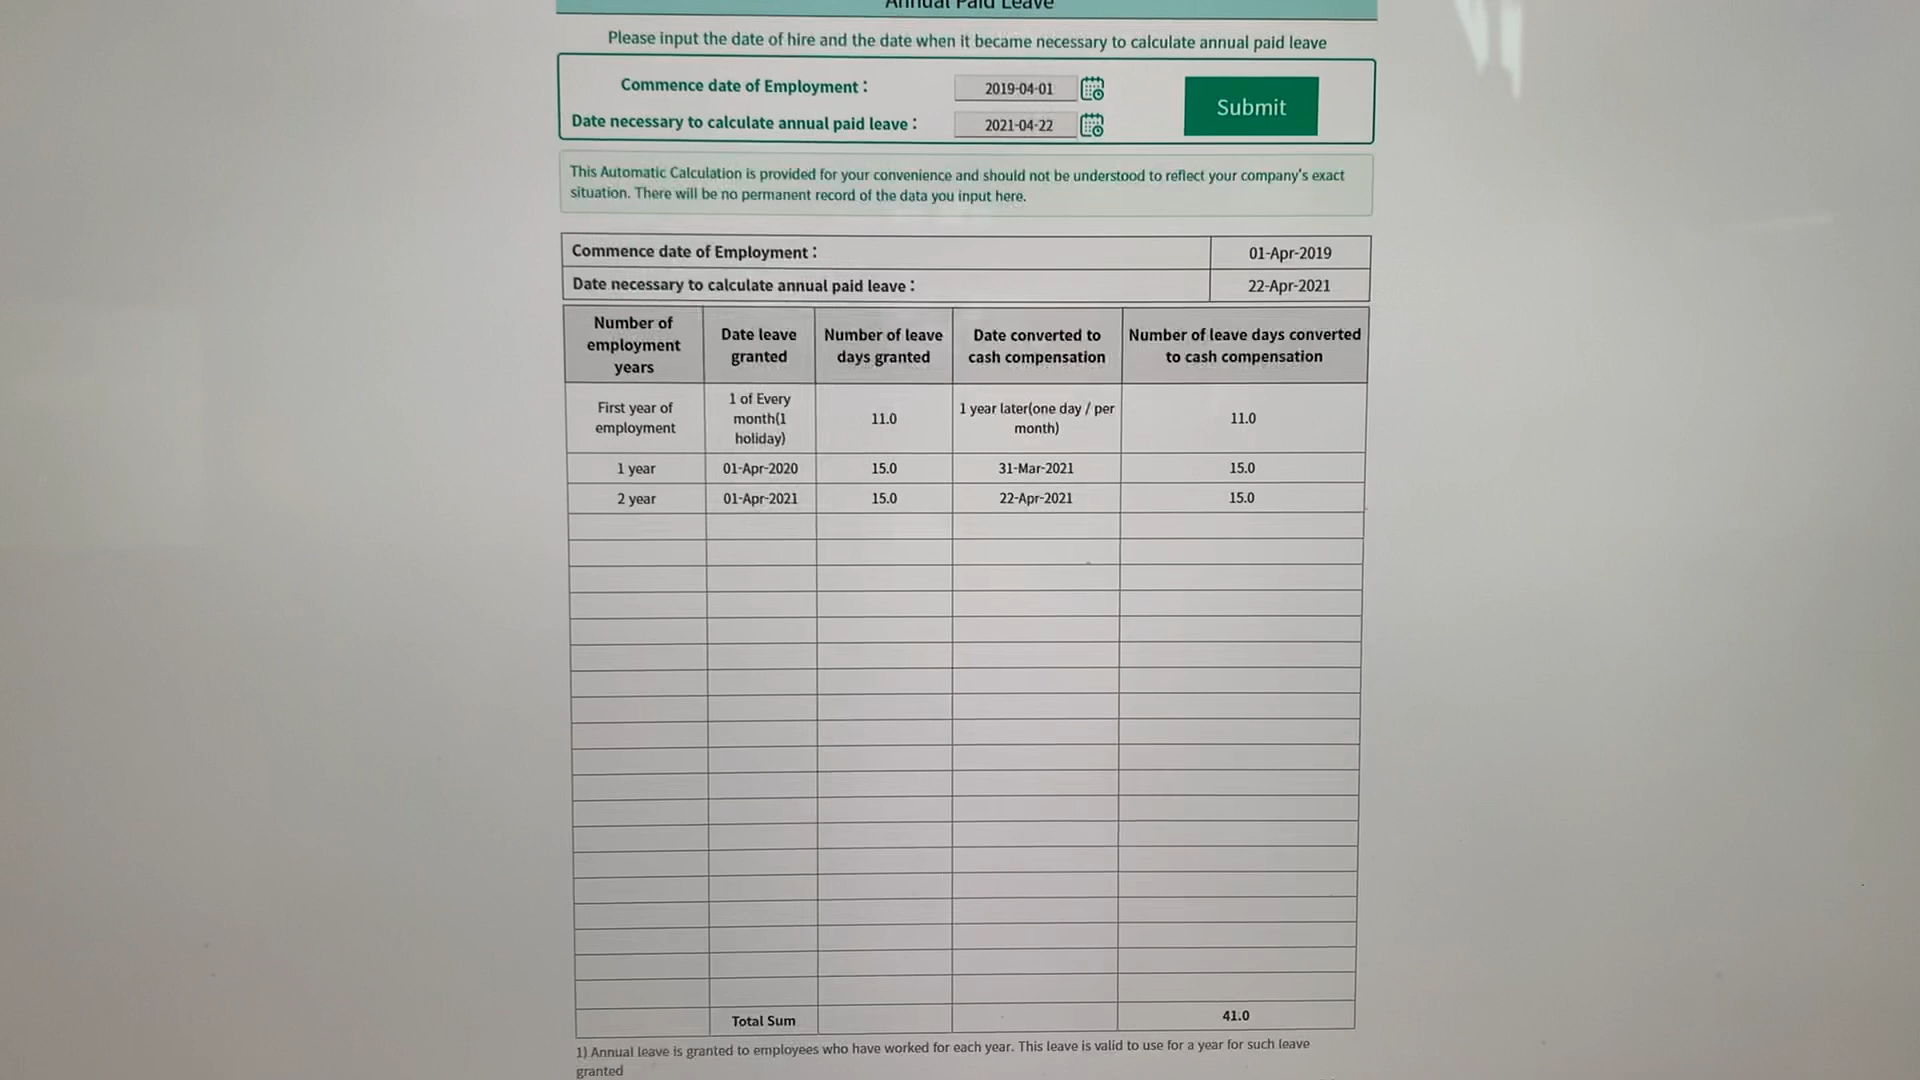 Annual Paid Leave
Please input the date of hire and the date when it became necessary to calculate annual paid leave
Commence date of Employment :
2019-04-01
Submit
Date necessary to calculate annual paid leave :
2021-04-22
This Automatic Calculation is provided for your convenience and should not be understood to reflect your company's exact
situation. There will be no permanent record of the data you input here.
Commence date of Employment :
01-Apr-2019
Date necessary to calculate annual paid leave :
22-Apr-2021
Number of
employment
years
Date leave
granted
Number of leave
days granted
Date converted to
cash compensation
Number of leave days converted
to cash compensation
First year of
employment
1 of Every
month(1
holiday)
11.0
1 year later(one day / per
month)
11.0
1 year
01-Apr-2020
15.0
31-Mar-2021
15.0
2 year
01-Apr-2021
15.0
22-Apr-2021
15.0
Total Sum
41.0
1) Annual leave is granted to employees who have worked for each year. This leave is valid to use for a year for such leave
granted